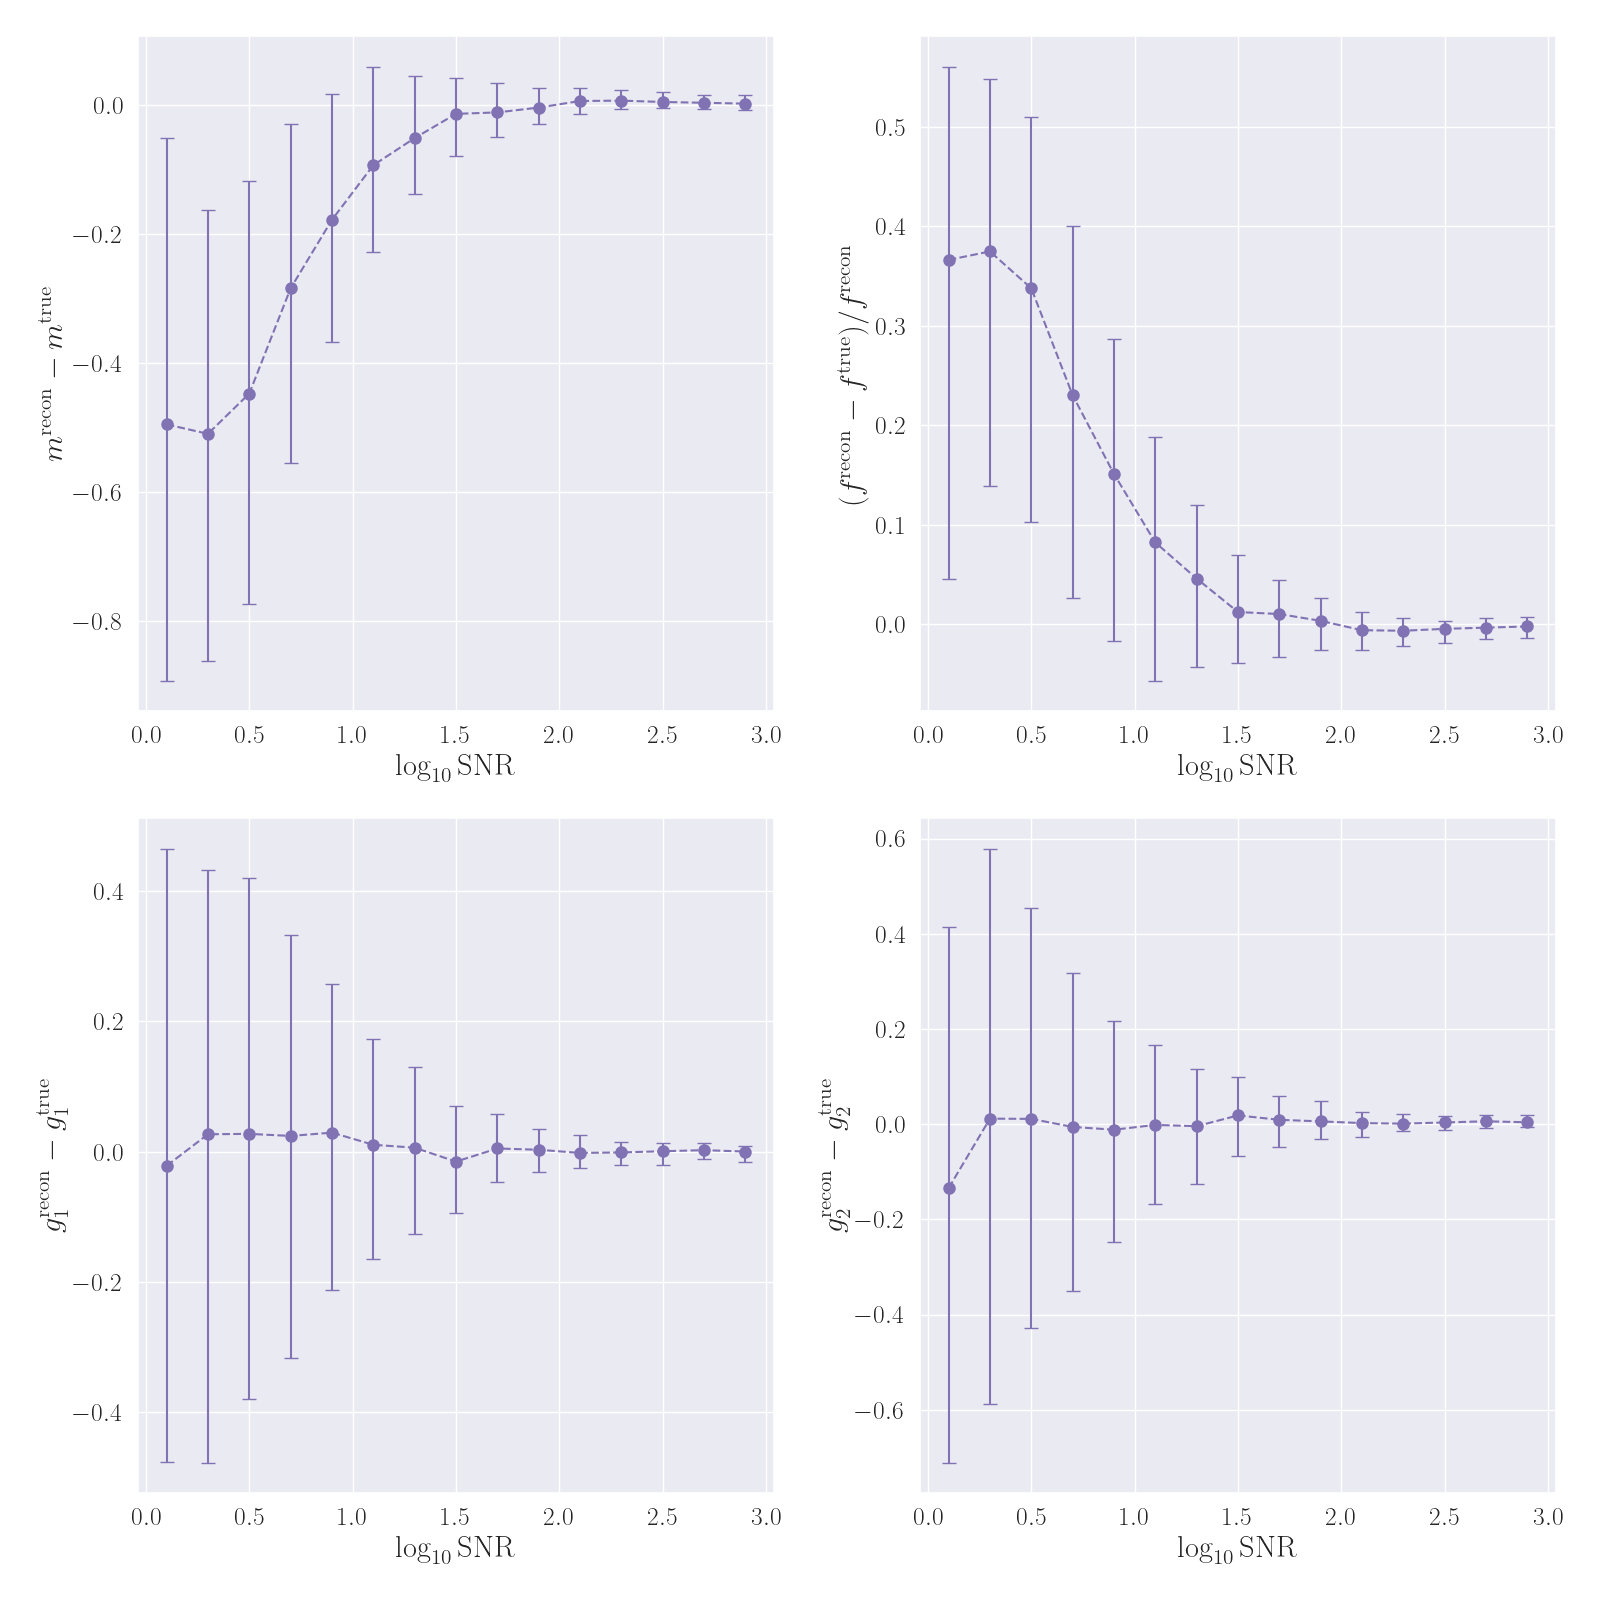 0.0
−0.2
−0.4
−0.6
−0.8
m^recon − m^true
0.0 0.5 1.0 1.5 2.0 2.5 3.0
log₁₀ SNR
0.5
0.4
0.3
0.2
0.1
0.0
(f^recon − f^true)/f^recon
0.0 0.5 1.0 1.5 2.0 2.5 3.0
log₁₀ SNR
0.4
0.2
0.0
−0.2
−0.4
g₁^recon − g₁^true
0.0 0.5 1.0 1.5 2.0 2.5 3.0
log₁₀ SNR
0.6
0.4
0.2
0.0
−0.2
−0.4
−0.6
g₂^recon − g₂^true
0.0 0.5 1.0 1.5 2.0 2.5 3.0
log₁₀ SNR